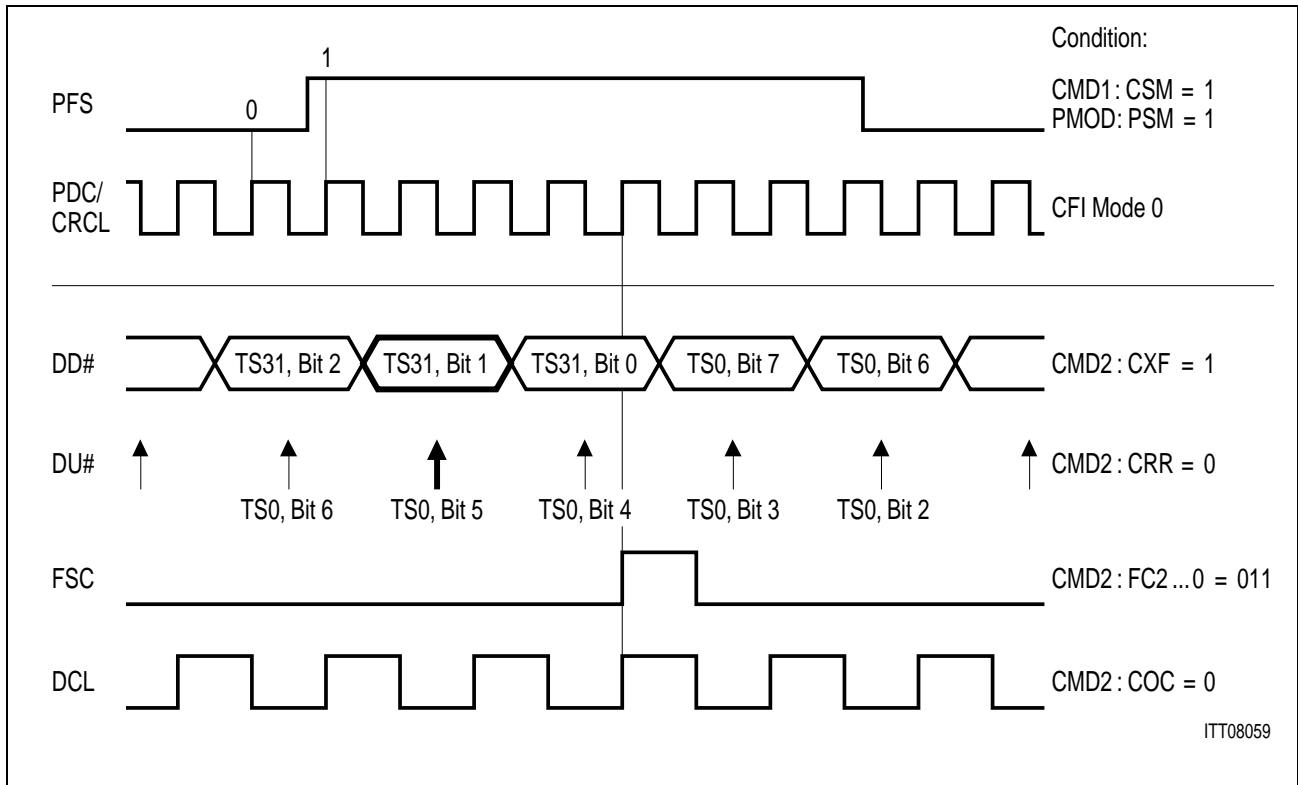 Condition:
1
PFS
0
CMD1 : CSM = 1
PMOD: PSM = 1
PDC/
CRCL
CFI Mode 0
DD#
TS31, Bit 2
TS31, Bit 1
TS31, Bit 0
TS0, Bit 7
TS0, Bit 6
CMD2 : CXF = 1
DU#
CMD2 : CRR = 0
TS0, Bit 6
TS0, Bit 5
TS0, Bit 4
TS0, Bit 3
TS0, Bit 2
FSC
CMD2 : FC2 ...0 = 011
DCL
CMD2 : COC = 0
ITT08059